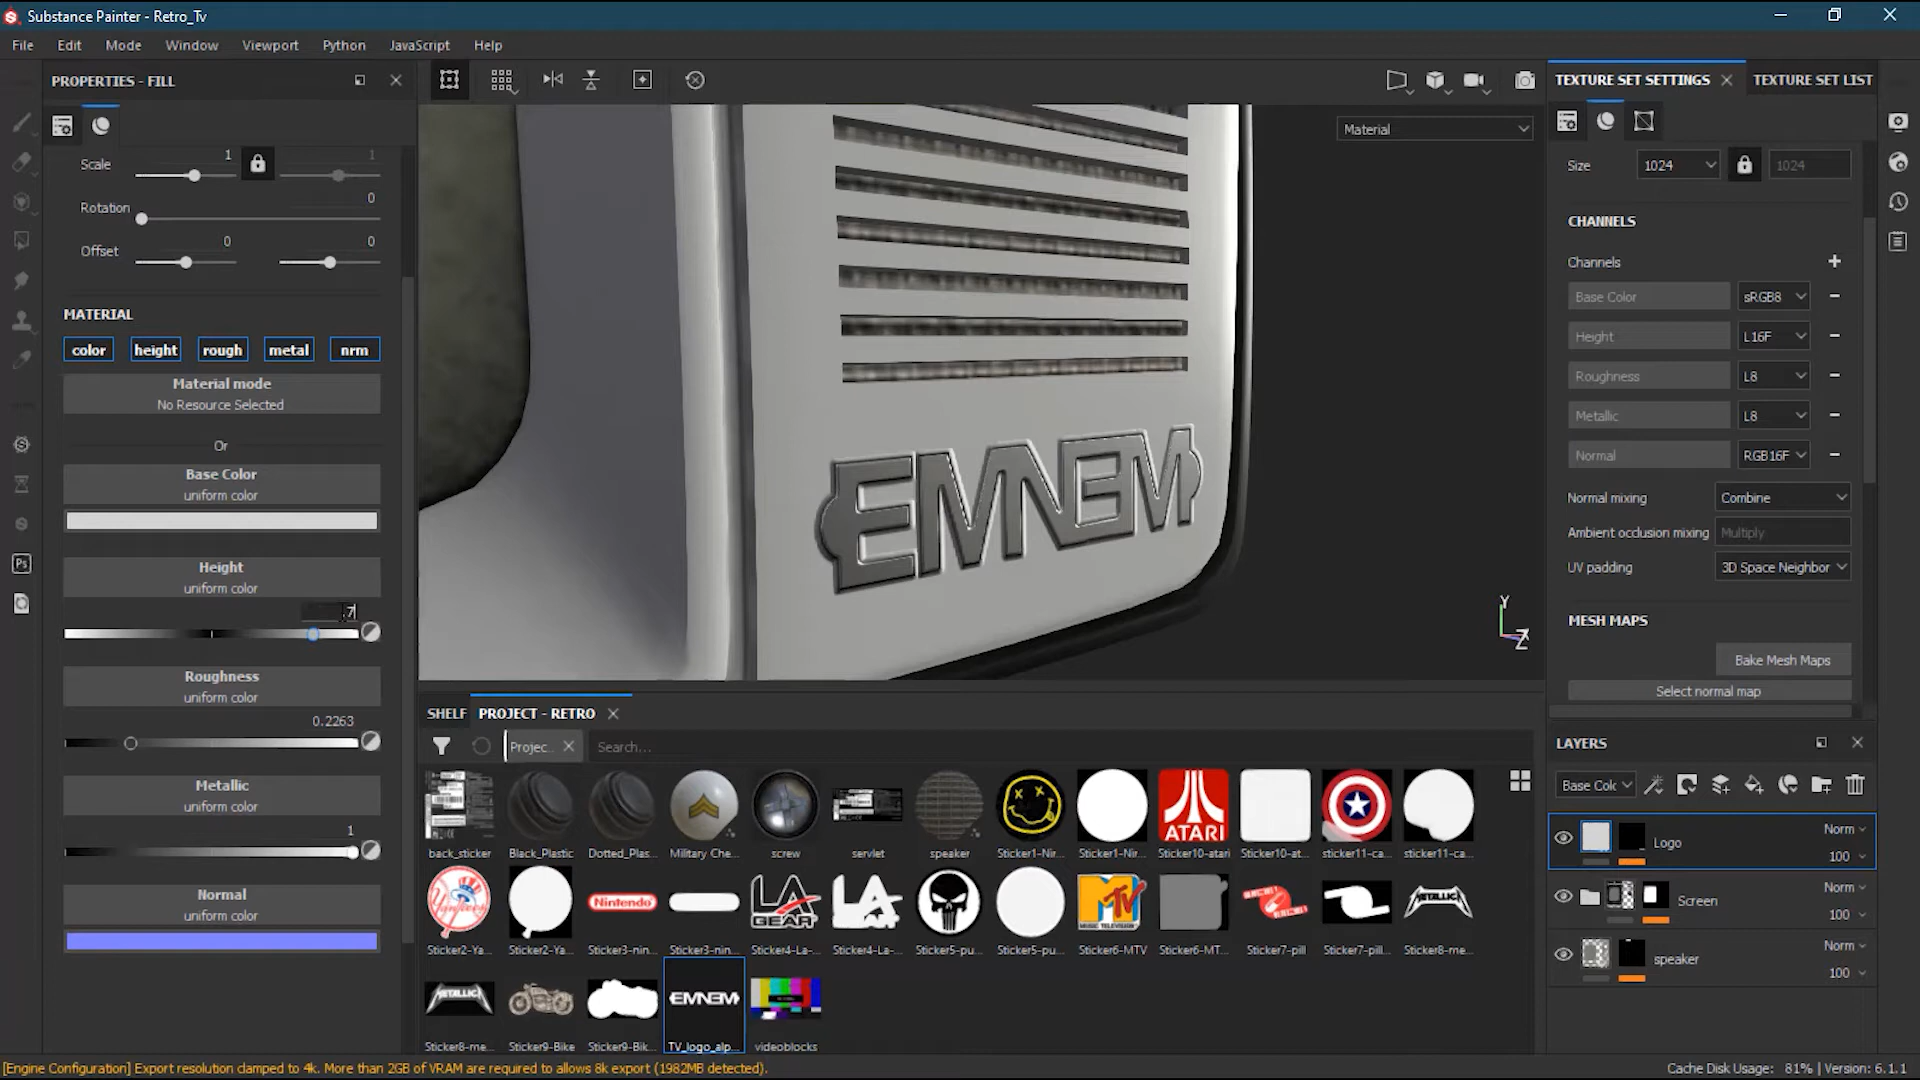 Substance Painter - Retro_Tv
File Edit Mode Window Viewport Python JavaScript Help
PROPERTIES - FILL
Scale 1 1
Rotation 0
Offset 0 0
MATERIAL
color height rough metal nrm
Material mode
No Resource Selected
Or
Base Color
uniform color
Height
uniform color
.7
Roughness
uniform color
0.2263
Metallic
uniform color
1
Normal
uniform color
Ps
Material
EMINEM
Y
Z
SHELF PROJECT - RETRO
Projec... Search...
back_sticker Black_Plastic Dotted_Plas... Military Che... screw servlet speaker Sticker1-Nir... Sticker1-Nir... Sticker10-atari Sticker10-at... sticker11-ca... sticker11-ca...
ATARI
Yankees Nintendo LA GEAR LA MTV MUSIC TELEVISION METALLICA
Sticker2-Ya... Sticker2-Ya... Sticker3-nin... Sticker3-nin... Sticker4-La-... Sticker4-La-... Sticker5-pu... Sticker5-pu... Sticker6-MTV Sticker6-MT... Sticker7-pill Sticker7-pill... Sticker8-me...
METALLICA EMINEM
Sticker8-me... Sticker9-Bike Sticker9-Bik... TV_logo_alp... videoblocks
TEXTURE SET SETTINGS TEXTURE SET LIST
Size 1024 1024
CHANNELS
Channels
Base Color sRGB8
Height L16F
Roughness L8
Metallic L8
Normal RGB16F
Normal mixing Combine
Ambient occlusion mixing Multiply
UV padding 3D Space Neighbor
MESH MAPS
Bake Mesh Maps
Select normal map
LAYERS
Base Col
Logo Norm 100
Screen Norm 100
speaker Norm 100
[Engine Configuration] Export resolution clamped to 4k. More than 2GB of VRAM are required to allows 8k export (1982MB detected).
Cache Disk Usage: 81% | Version: 6.1.1